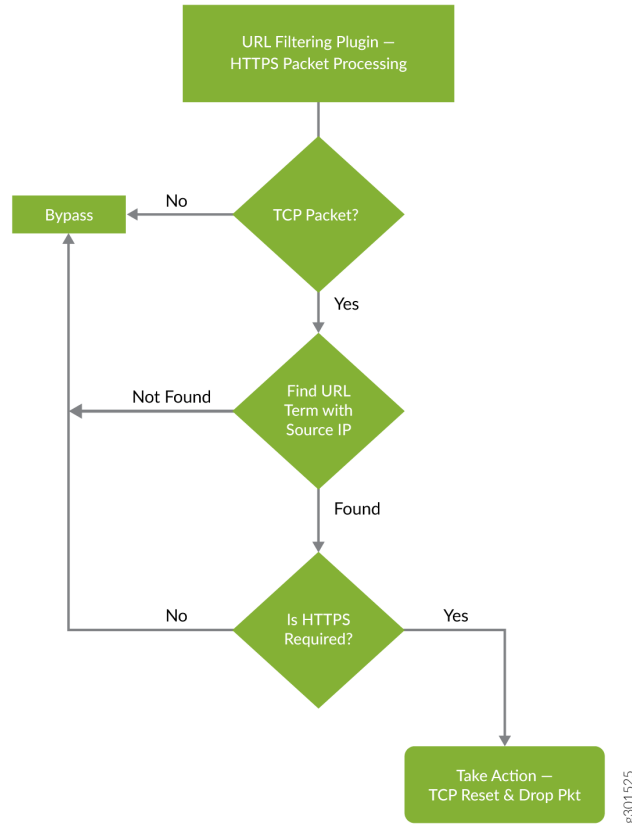 URL Filtering Plugin —
HTTPS Packet Processing
TCP Packet?
No
Bypass
Yes
Find URL
Term with
Source IP
Not Found
Found
Is HTTPS
Required?
No
Yes
Take Action —
TCP Reset & Drop Pkt
g301525